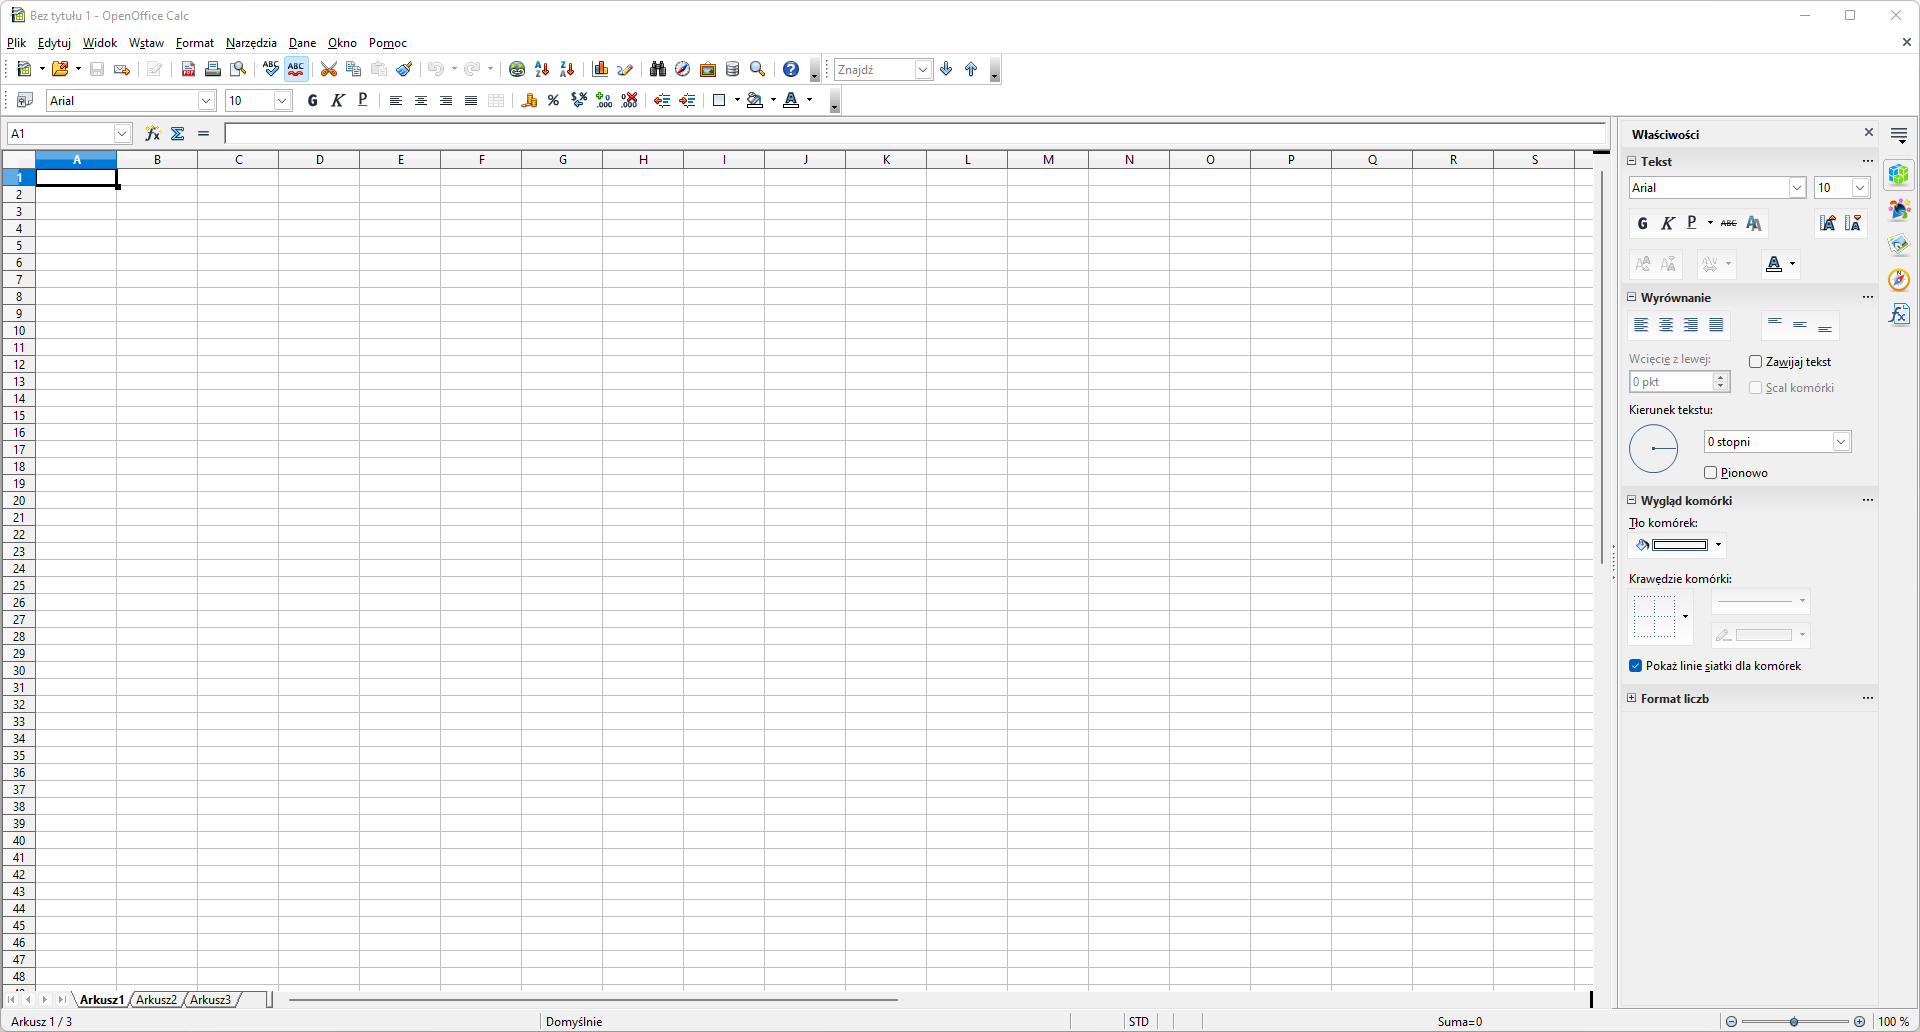 Bez tytułu 1 - OpenOffice Calc
Plik Edytuj Widok Wstaw Format Narzędzia Dane Okno Pomoc
Znajdź
Arial 10 G K P
A1
A B C D E F G H I J K L M N O P Q R S
1
2
3
4
5
6
7
8
9
10
11
12
13
14
15
16
17
18
19
20
21
22
23
24
25
26
27
28
29
30
31
32
33
34
35
36
37
38
39
40
41
42
43
44
45
46
47
48
Właściwości
Tekst
Arial 10
G K P ABC
Wyrównanie
Wcięcie z lewej:
Zawijaj tekst
0 pkt
Scal komórki
Kierunek tekstu:
0 stopni
Pionowo
Wygląd komórki
Tło komórek:
Krawędzie komórki:
Pokaż linie siatki dla komórek
Format liczb
Arkusz1 Arkusz2 Arkusz3
Arkusz 1 / 3 Domyślnie STD Suma=0 100 %